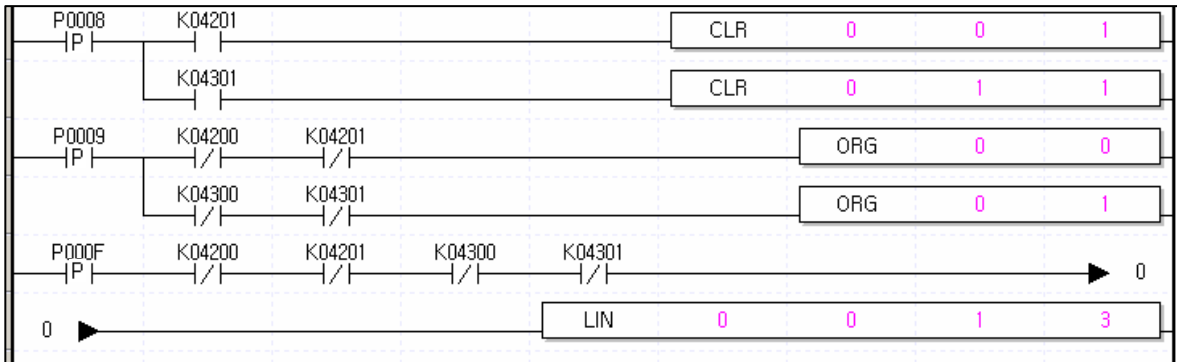 P0008 K04201
P CLR 0 0 1
K04301
CLR 0 1 1
P0009 K04200 K04201
P ORG 0 0
K04300 K04301
ORG 0 1
P000F K04200 K04201 K04300 K04301
P 0
0 LIN 0 0 1 3